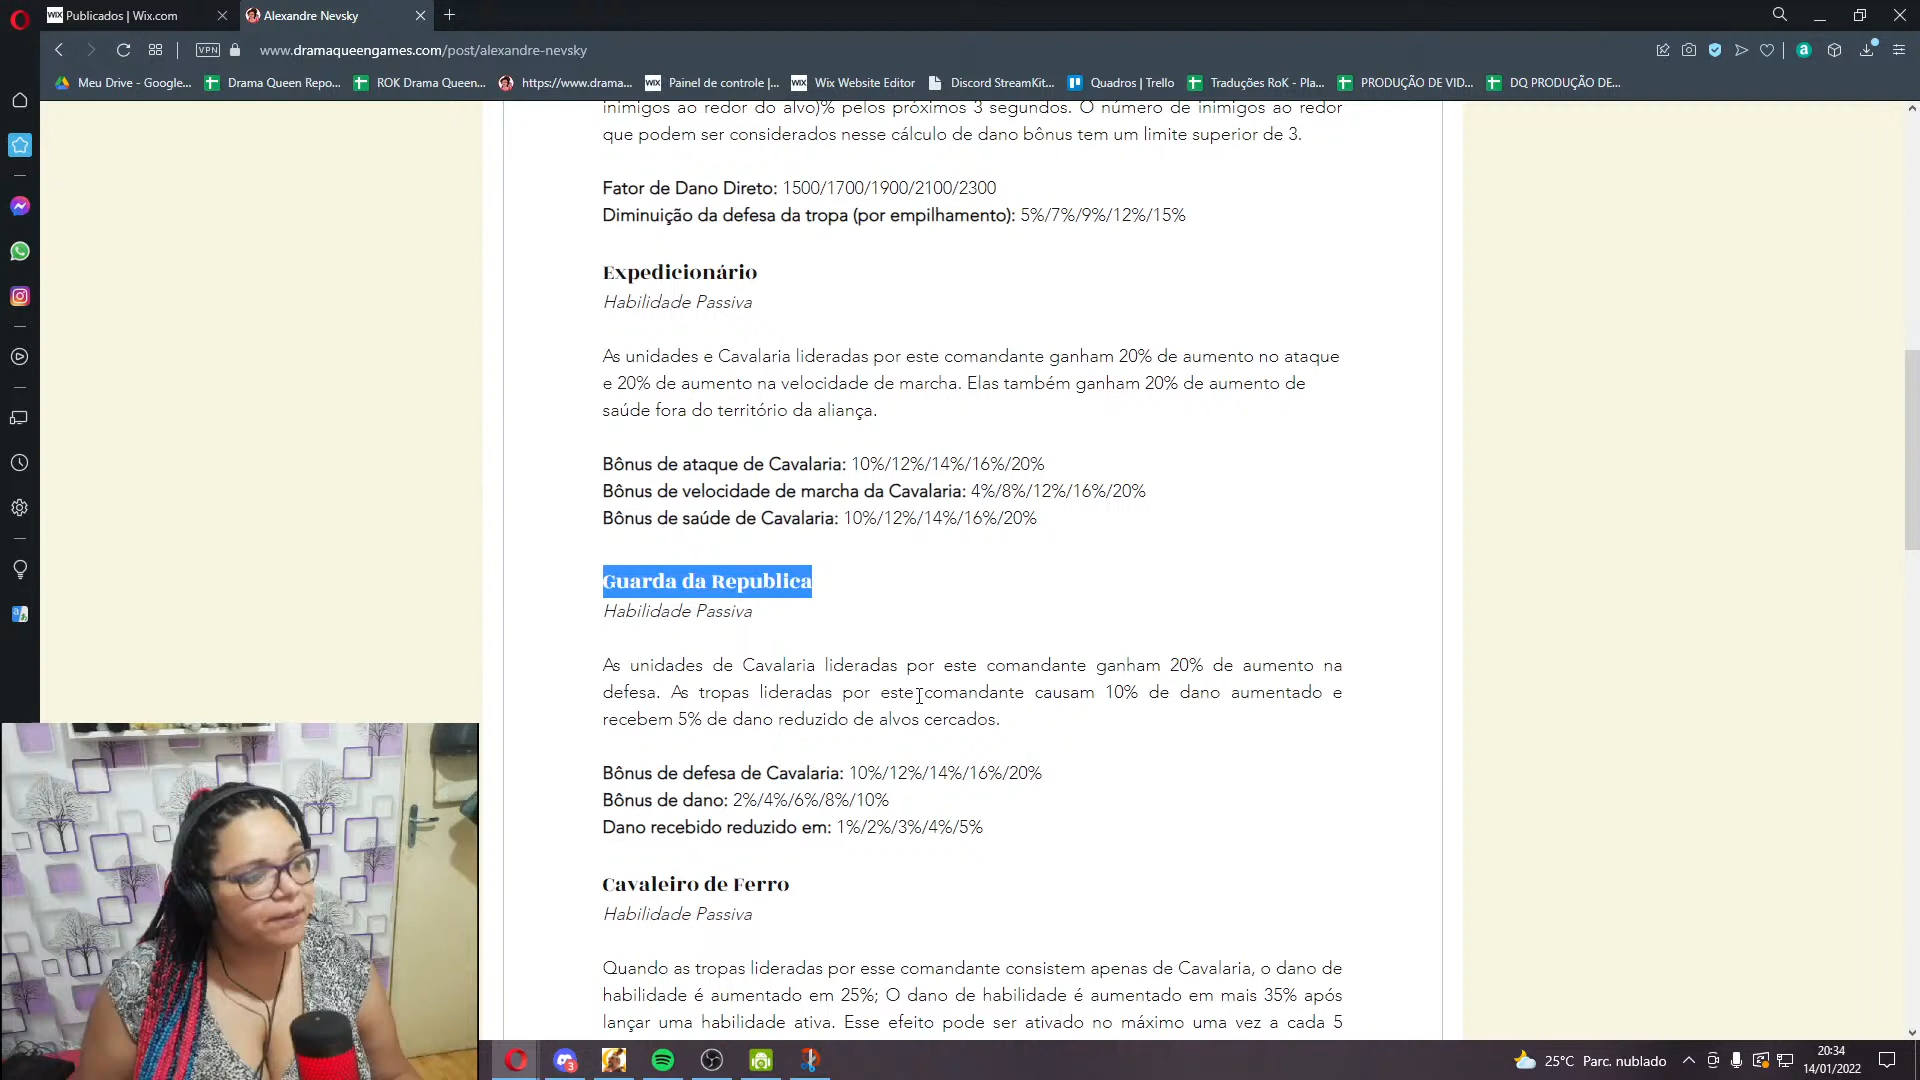 Publicados | Wix.com
Alexandre Nevsky
VPN
www.dramaqueengames.com/post/alexandre-nevsky
Meu Drive - Google...
Drama Queen Repo...
ROK Drama Queen...
https://www.drama...
Painel de controle |...
Wix Website Editor
Discord StreamKit...
Quadros | Trello
Traduções RoK - Pla...
PRODUÇÃO DE VID...
DQ PRODUÇÃO DE...
inimigos ao redor do alvo)% pelos próximos 3 segundos. O número de inimigos ao redor
que podem ser considerados nesse cálculo de dano bônus tem um limite superior de 3.
Fator de Dano Direto: 1500/1700/1900/2100/2300
Diminuição da defesa da tropa (por empilhamento): 5%/7%/9%/12%/15%
Expedicionário
Habilidade Passiva
As unidades e Cavalaria lideradas por este comandante ganham 20% de aumento no ataque
e 20% de aumento na velocidade de marcha. Elas também ganham 20% de aumento de
saúde fora do território da aliança.
Bônus de ataque de Cavalaria: 10%/12%/14%/16%/20%
Bônus de velocidade de marcha da Cavalaria: 4%/8%/12%/16%/20%
Bônus de saúde de Cavalaria: 10%/12%/14%/16%/20%
Guarda da Republica
Habilidade Passiva
As unidades de Cavalaria lideradas por este comandante ganham 20% de aumento na
defesa. As tropas lideradas por este comandante causam 10% de dano aumentado e
recebem 5% de dano reduzido de alvos cercados.
Bônus de defesa de Cavalaria: 10%/12%/14%/16%/20%
Bônus de dano: 2%/4%/6%/8%/10%
Dano recebido reduzido em: 1%/2%/3%/4%/5%
Cavaleiro de Ferro
Habilidade Passiva
Quando as tropas lideradas por esse comandante consistem apenas de Cavalaria, o dano de
habilidade é aumentado em 25%; O dano de habilidade é aumentado em mais 35% após
lançar uma habilidade ativa. Esse efeito pode ser ativado no máximo uma vez a cada 5
25°C Parc. nublado
20:34
14/01/2022